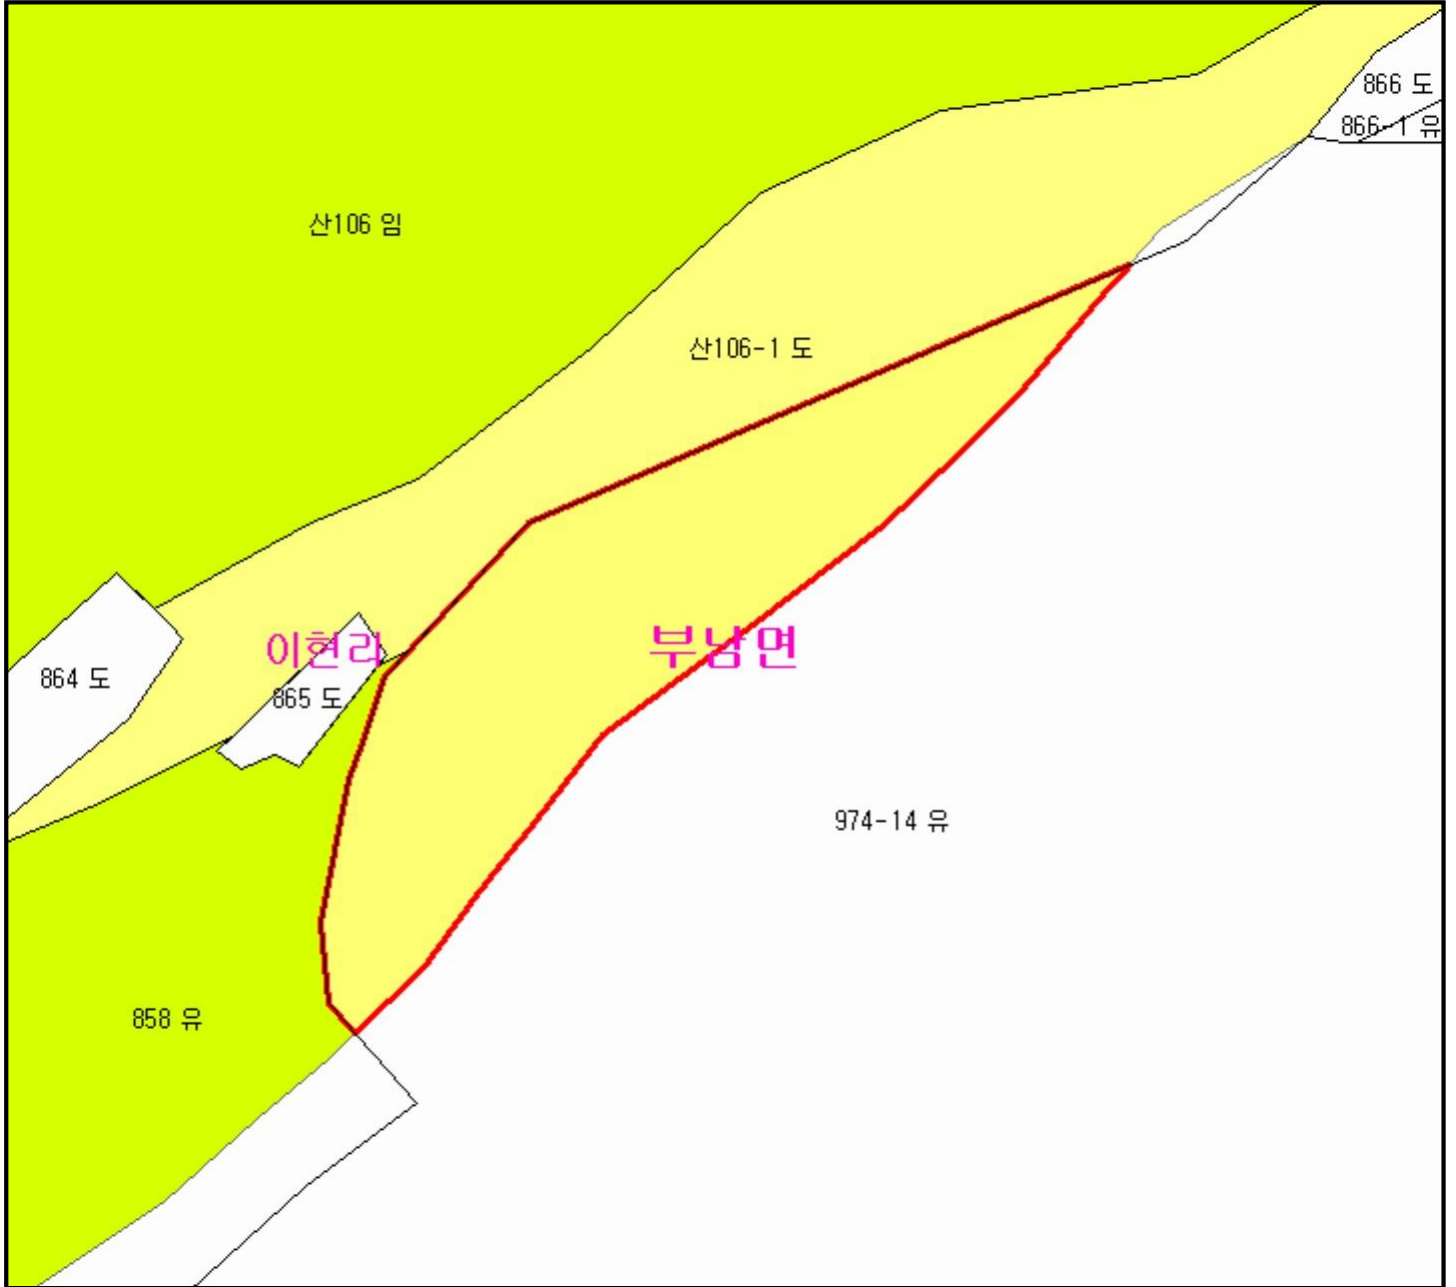 866 도
866-1 유
산106 임
산106-1 도
이현리
부남면
864 도
865 도
974-14 유
858 유